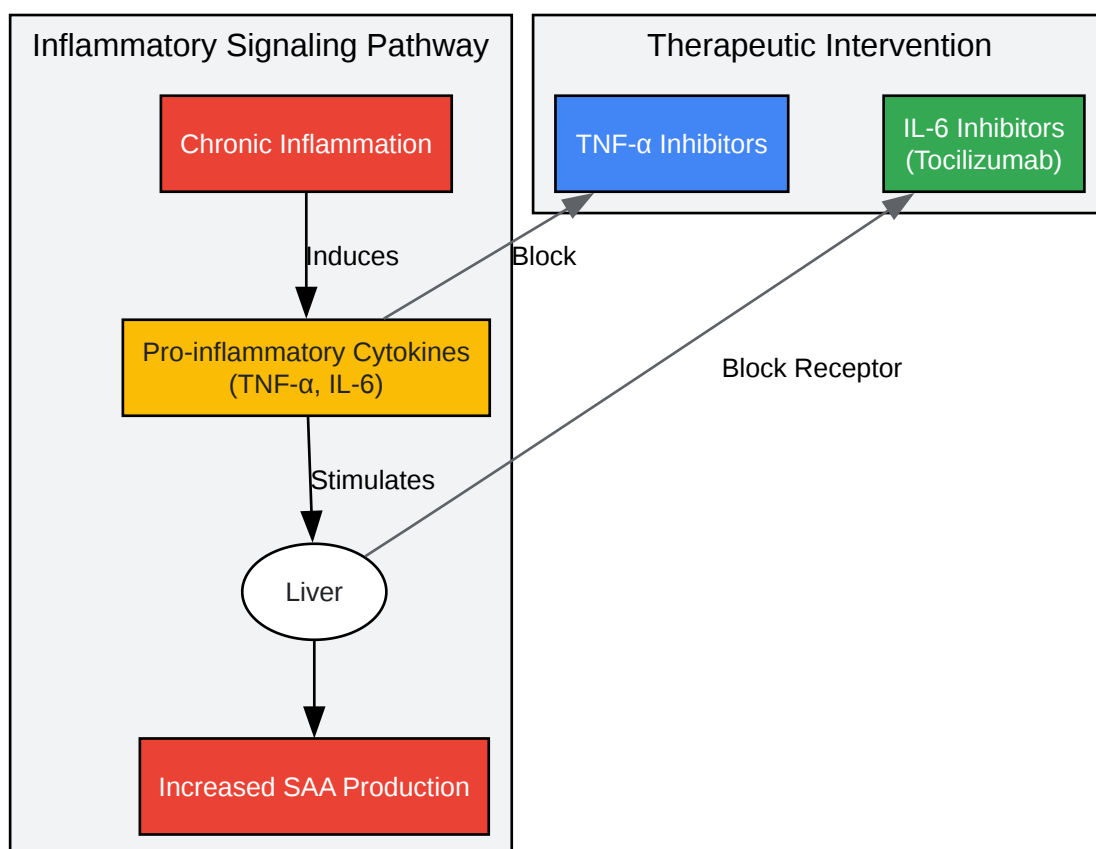 Inflammatory Signaling Pathway
Chronic Inflammation
Induces
Pro-inflammatory Cytokines
(TNF-α, IL-6)
Stimulates
Liver
Increased SAA Production
Therapeutic Intervention
TNF-α Inhibitors
IL-6 Inhibitors
(Tocilizumab)
Block
Block Receptor